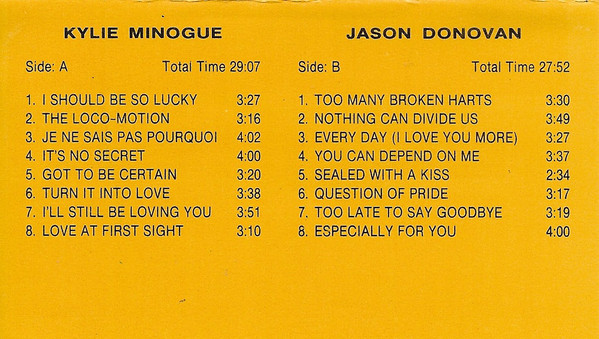 KYLIE MINOGUE
Side: A Total Time 29:07
1. I SHOULD BE SO LUCKY 3:27
2. THE LOCO-MOTION 3:16
3. JE NE SAIS PAS POURQUOI 4:02
4. IT'S NO SECRET 4:00
5. GOT TO BE CERTAIN 3:20
6. TURN IT INTO LOVE 3:38
7. I'LL STILL BE LOVING YOU 3:51
8. LOVE AT FIRST SIGHT 3:10
JASON DONOVAN
Side: B Total Time 27:52
1. TOO MANY BROKEN HARTS 3:30
2. NOTHING CAN DIVIDE US 3:49
3. EVERY DAY (I LOVE YOU MORE) 3:27
4. YOU CAN DEPEND ON ME 3:37
5. SEALED WITH A KISS 2:34
6. QUESTION OF PRIDE 3:17
7. TOO LATE TO SAY GOODBYE 3:19
8. ESPECIALLY FOR YOU 4:00